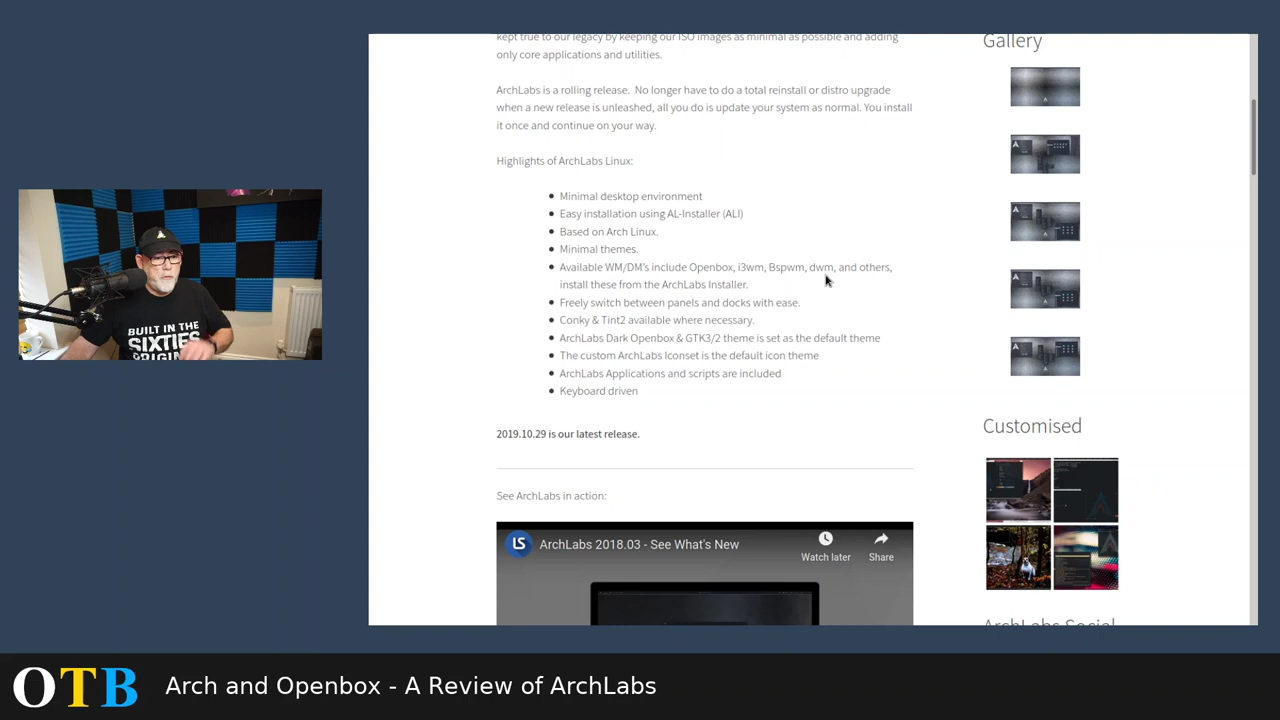 kept true to our legacy by keeping our ISO images as minimal as possible and adding
only core applications and utilities.
ArchLabs is a rolling release. No longer have to do a total reinstall or distro upgrade
when a new release is unleashed, all you do is update your system as normal. You install
it once and continue on your way.
Highlights of ArchLabs Linux:
Minimal desktop environment
Easy installation using AL-Installer (ALI)
Based on Arch Linux.
Minimal themes.
Available WM/DM's include Openbox, i3wm, Bspwm, dwm, and others,
install these from the ArchLabs Installer.
Freely switch between panels and docks with ease.
Conky & Tint2 available where necessary.
ArchLabs Dark Openbox & GTK3/2 theme is set as the default theme
The custom ArchLabs Iconset is the default icon theme
ArchLabs Applications and scripts are included
Keyboard driven
2019.10.29 is our latest release.
See ArchLabs in action:
LS ArchLabs 2018.03 - See What's New
Watch later
Share
Gallery
Customised
ArchLabs Social
BUILT IN THE
SIXTIES
OTB Arch and Openbox - A Review of ArchLabs